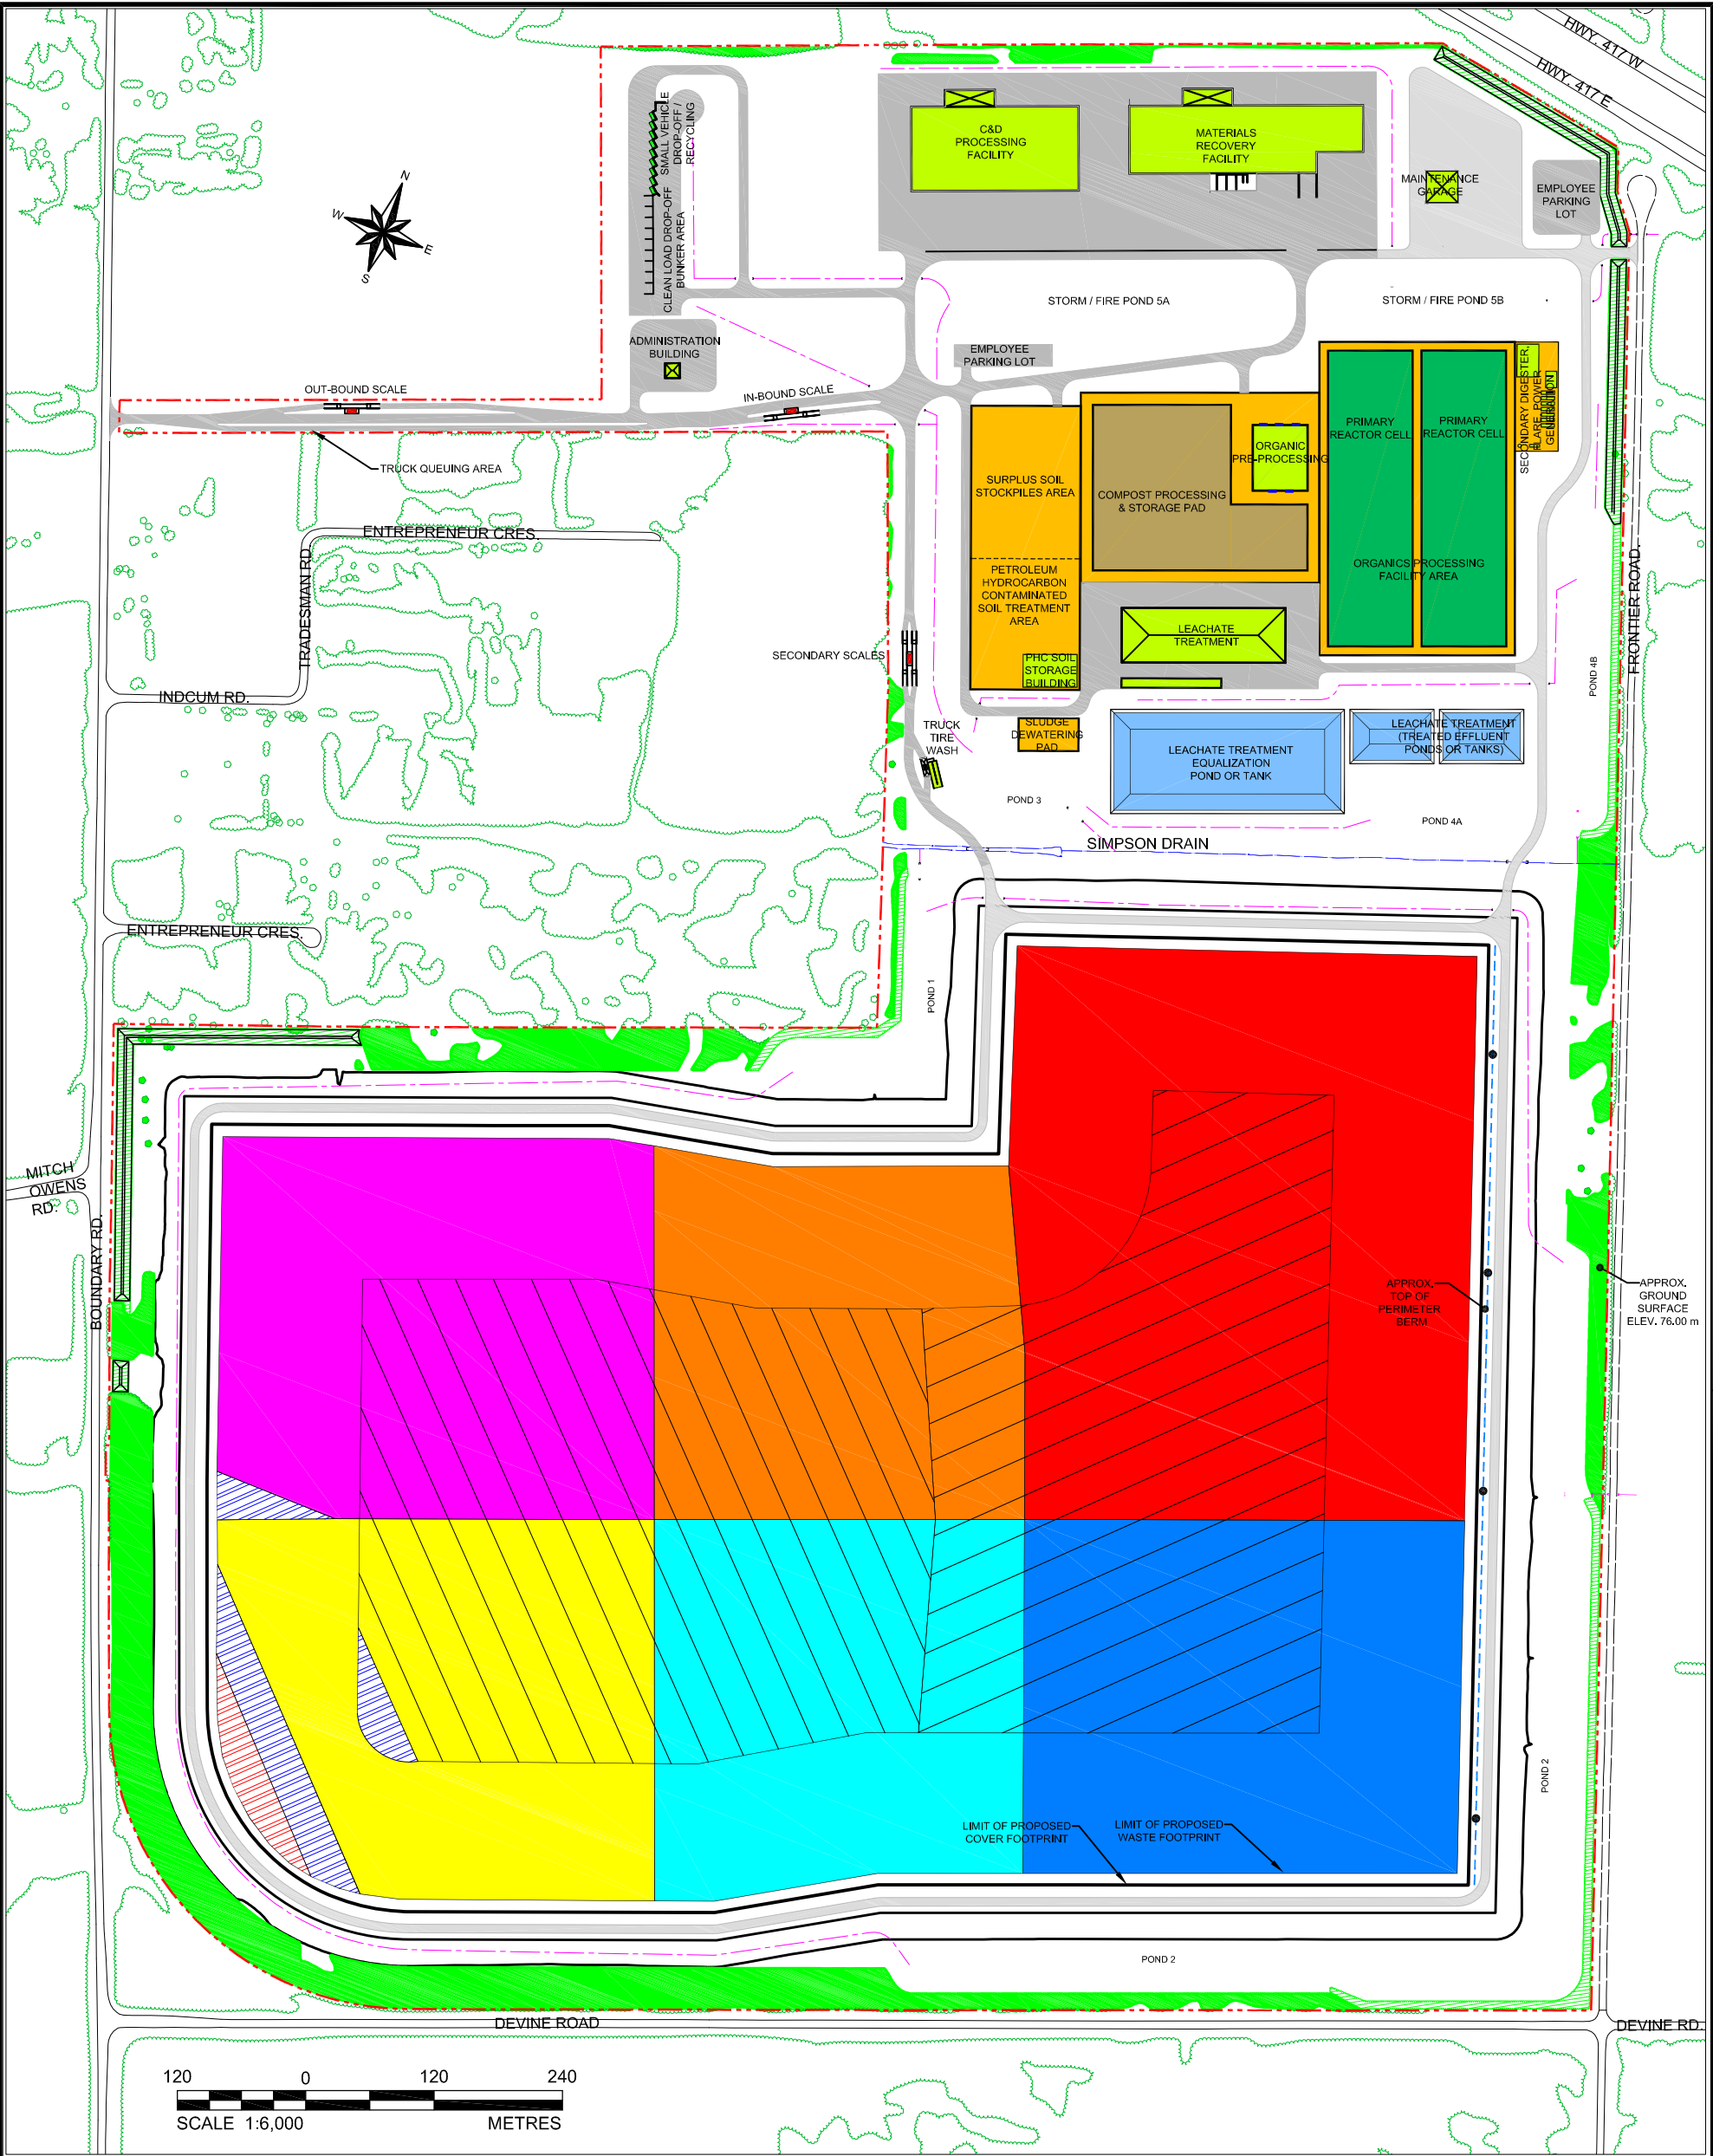 HWY. 417 W
HWY. 417 E
SMALL VEHICLE
DROP-OFF /
RECYCLING
CLEAN LOAD DROP-OFF
BUNKER AREA
C&D
PROCESSING
FACILITY
MATERIALS
RECOVERY
FACILITY
MAINTENANCE
GARAGE
EMPLOYEE
PARKING
LOT
N
W
E
S
STORM / FIRE POND 5A
STORM / FIRE POND 5B
ADMINISTRATION
BUILDING
EMPLOYEE
PARKING LOT
OUT-BOUND SCALE
IN-BOUND SCALE
TRUCK QUEUING AREA
SECONDARY DIGESTER,
FLARE, POWER
GENERATION
PRIMARY
REACTOR CELL
PRIMARY
REACTOR CELL
ORGANIC
PRE-PROCESSING
SURPLUS SOIL
STOCKPILES AREA
COMPOST PROCESSING
& STORAGE PAD
ENTREPRENEUR CRES.
TRADESMAN RD.
PETROLEUM
HYDROCARBON
CONTAMINATED
SOIL TREATMENT
AREA
ORGANICS PROCESSING
FACILITY AREA
FRONTIER ROAD.
LEACHATE
TREATMENT
SECONDARY SCALES
PHC SOIL
STORAGE
BUILDING
POND 4B
INDCUM RD.
TRUCK
TIRE
WASH
SLUDGE
DEWATERING
PAD
LEACHATE TREATMENT
EQUALIZATION
POND OR TANK
LEACHATE TREATMENT
(TREATED EFFLUENT
PONDS OR TANKS)
POND 3
POND 4A
SIMPSON DRAIN
ENTREPRENEUR CRES.
POND 1
MITCH
OWENS
RD.
BOUNDARY RD.
APPROX.
TOP OF
PERIMETER
BERM
APPROX.
GROUND
SURFACE
ELEV. 76.00 m
POND 2
LIMIT OF PROPOSED
COVER FOOTPRINT
LIMIT OF PROPOSED
WASTE FOOTPRINT
POND 2
DEVINE ROAD
DEVINE RD.
120 0 120 240
SCALE 1:6,000 METRES